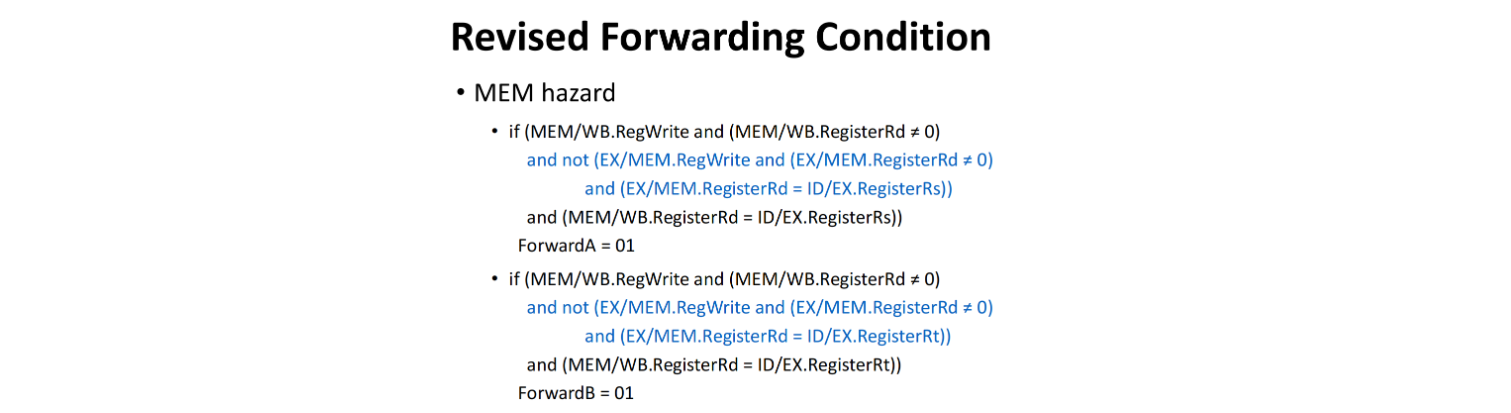 Revised Forwarding Condition
• MEM hazard
• if (MEM/WB.RegWrite and (MEM/WB.RegisterRd ≠ 0)
and not (EX/MEM.RegWrite and (EX/MEM.RegisterRd ≠ 0)
and (EX/MEM.RegisterRd = ID/EX.RegisterRs))
and (MEM/WB.RegisterRd = ID/EX.RegisterRs))
ForwardA = 01
• if (MEM/WB.RegWrite and (MEM/WB.RegisterRd ≠ 0)
and not (EX/MEM.RegWrite and (EX/MEM.RegisterRd ≠ 0)
and (EX/MEM.RegisterRd = ID/EX.RegisterRt))
and (MEM/WB.RegisterRd = ID/EX.RegisterRt))
ForwardB = 01